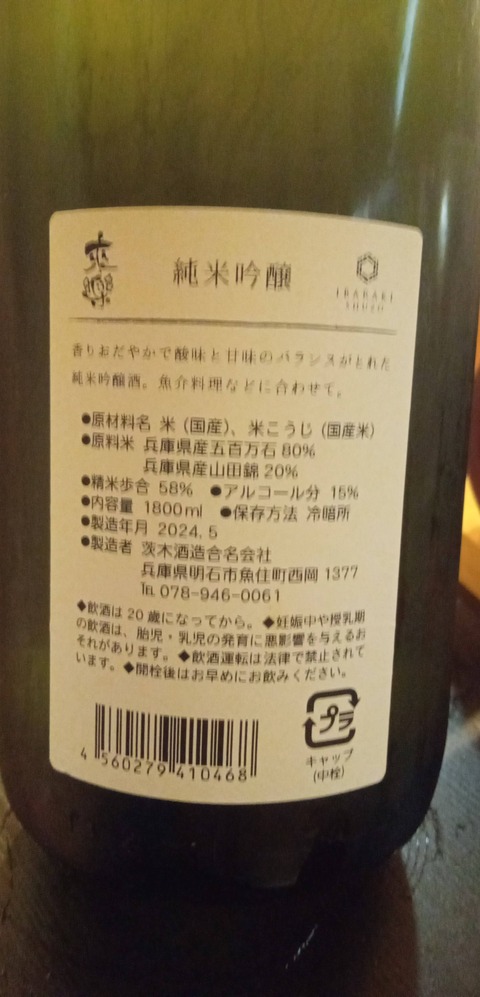 來樂
純米吟醸
IBARAKI
SHUZO
香りおだやかで酸味と甘味のバランスがとれた
純米吟醸酒。魚介料理などに合わせて。
●原材料名 米（国産）、米こうじ（国産米）
●原料米 兵庫県産五百万石 80%
兵庫県産山田錦 20%
●精米歩合 58% ●アルコール分 15%
●内容量 1800ml ●保存方法 冷暗所
●製造年月 2024.5
●製造者 茨木酒造合名会社
兵庫県明石市魚住町西岡 1377
℡ 078-946-0061
◆飲酒は 20 歳になってから。◆妊娠中や授乳期
の飲酒は、胎児・乳児の発育に悪影響を与えるお
それがあります。◆飲酒運転は法律で禁止されて
います。◆開栓後はお早めにお飲みください。
4 560279 410468
プラ
キャップ
(中栓)